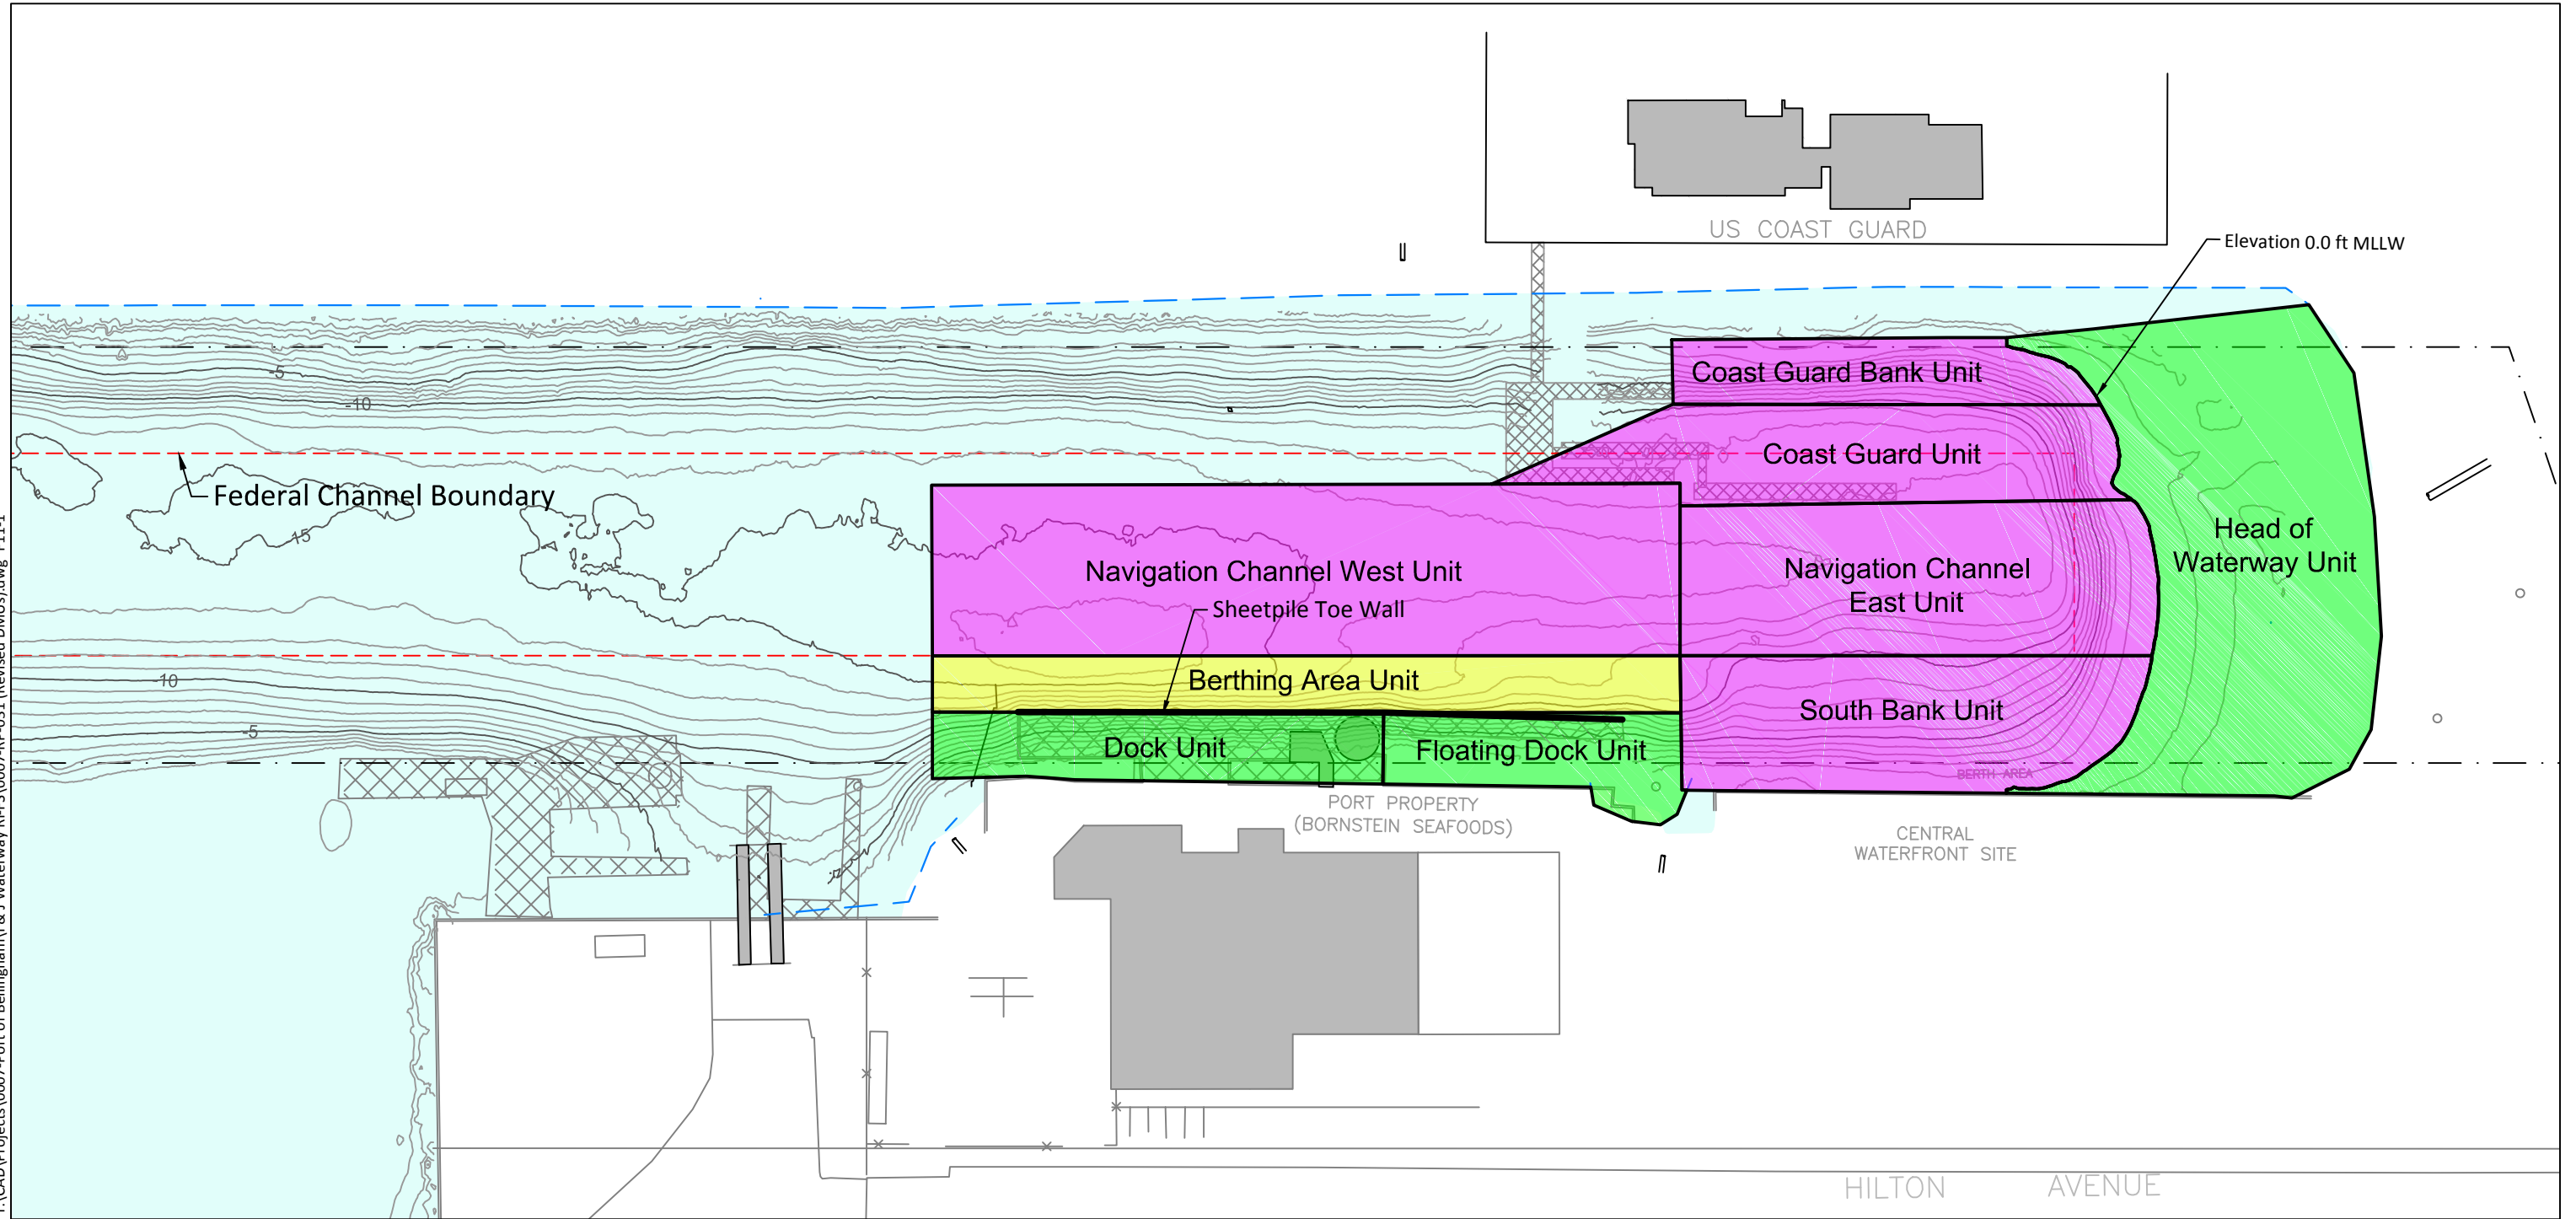 US COAST GUARD
Elevation 0.0 ft MLLW
-5
Coast Guard Bank Unit
-10
Coast Guard Unit
Federal Channel Boundary
15
Head of
Waterway Unit
Navigation Channel West Unit
Navigation Channel
East Unit
Sheetpile Toe Wall
-10
Berthing Area Unit
South Bank Unit
-5
Dock Unit
Floating Dock Unit
BERTH AREA
PORT PROPERTY
(BORNSTEIN SEAFOODS)
CENTRAL
WATERFRONT SITE
HILTON AVENUE